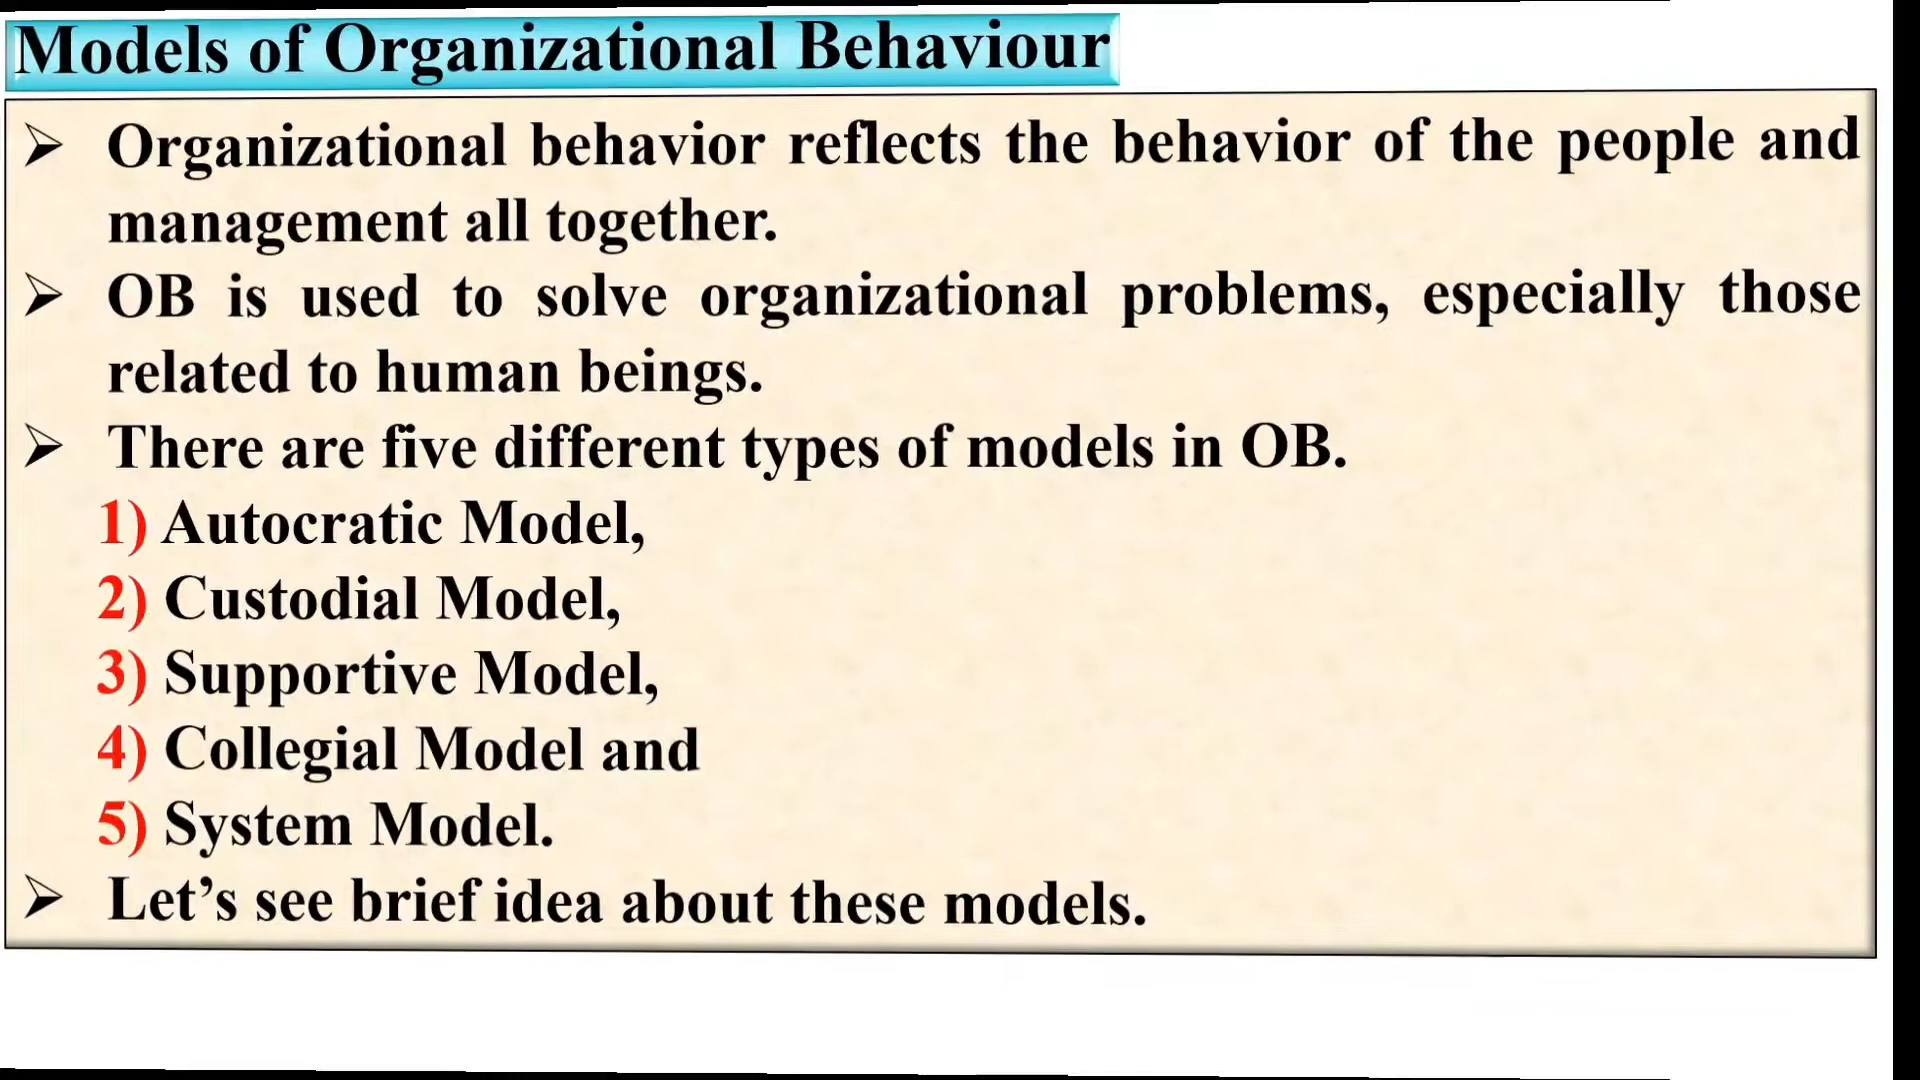 Models of Organizational Behaviour
➢ Organizational behavior reflects the behavior of the people and
management all together.
➢ OB is used to solve organizational problems, especially those
related to human beings.
➢ There are five different types of models in OB.
1) Autocratic Model,
2) Custodial Model,
3) Supportive Model,
4) Collegial Model and
5) System Model.
➢ Let’s see brief idea about these models.